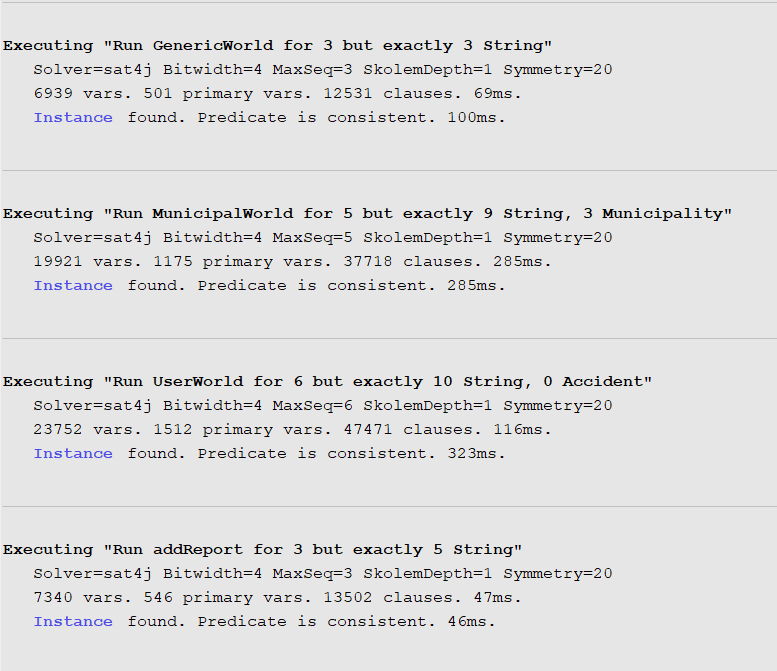 Executing "Run GenericWorld for 3 but exactly 3 String"
Solver=sat4j Bitwidth=4 MaxSeq=3 SkolemDepth=1 Symmetry=20
6939 vars. 501 primary vars. 12531 clauses. 69ms.
Instance found. Predicate is consistent. 100ms.
Executing "Run MunicipalWorld for 5 but exactly 9 String, 3 Municipality"
Solver=sat4j Bitwidth=4 MaxSeq=5 SkolemDepth=1 Symmetry=20
19921 vars. 1175 primary vars. 37718 clauses. 285ms.
Instance found. Predicate is consistent. 285ms.
Executing "Run UserWorld for 6 but exactly 10 String, 0 Accident"
Solver=sat4j Bitwidth=4 MaxSeq=6 SkolemDepth=1 Symmetry=20
23752 vars. 1512 primary vars. 47471 clauses. 116ms.
Instance found. Predicate is consistent. 323ms.
Executing "Run addReport for 3 but exactly 5 String"
Solver=sat4j Bitwidth=4 MaxSeq=3 SkolemDepth=1 Symmetry=20
7340 vars. 546 primary vars. 13502 clauses. 47ms.
Instance found. Predicate is consistent. 46ms.